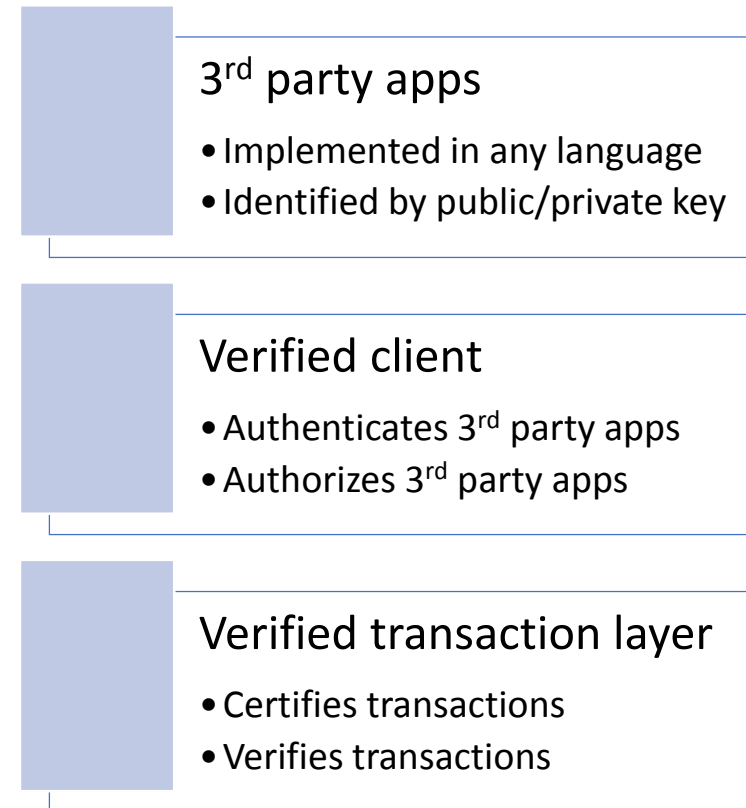 3rd party apps
• Implemented in any language
• Identified by public/private key
Verified client
• Authenticates 3rd party apps
• Authorizes 3rd party apps
Verified transaction layer
• Certifies transactions
• Verifies transactions